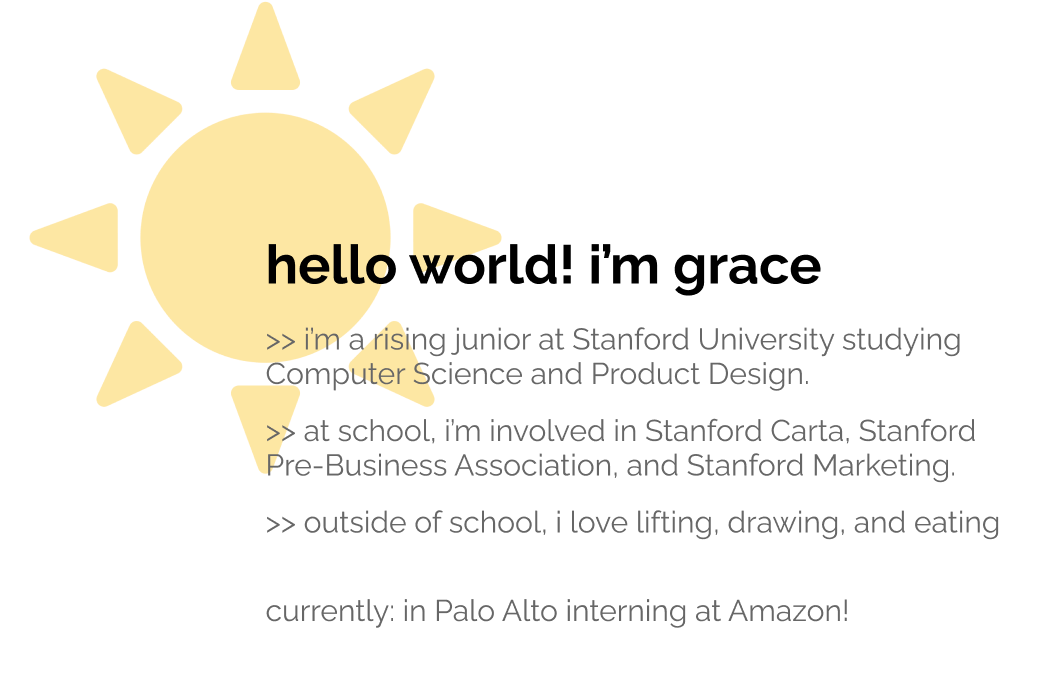 hello world! i’m grace
>> i’m a rising junior at Stanford University studying
Computer Science and Product Design.
>> at school, i’m involved in Stanford Carta, Stanford
Pre-Business Association, and Stanford Marketing.
>> outside of school, i love lifting, drawing, and eating
currently: in Palo Alto interning at Amazon!